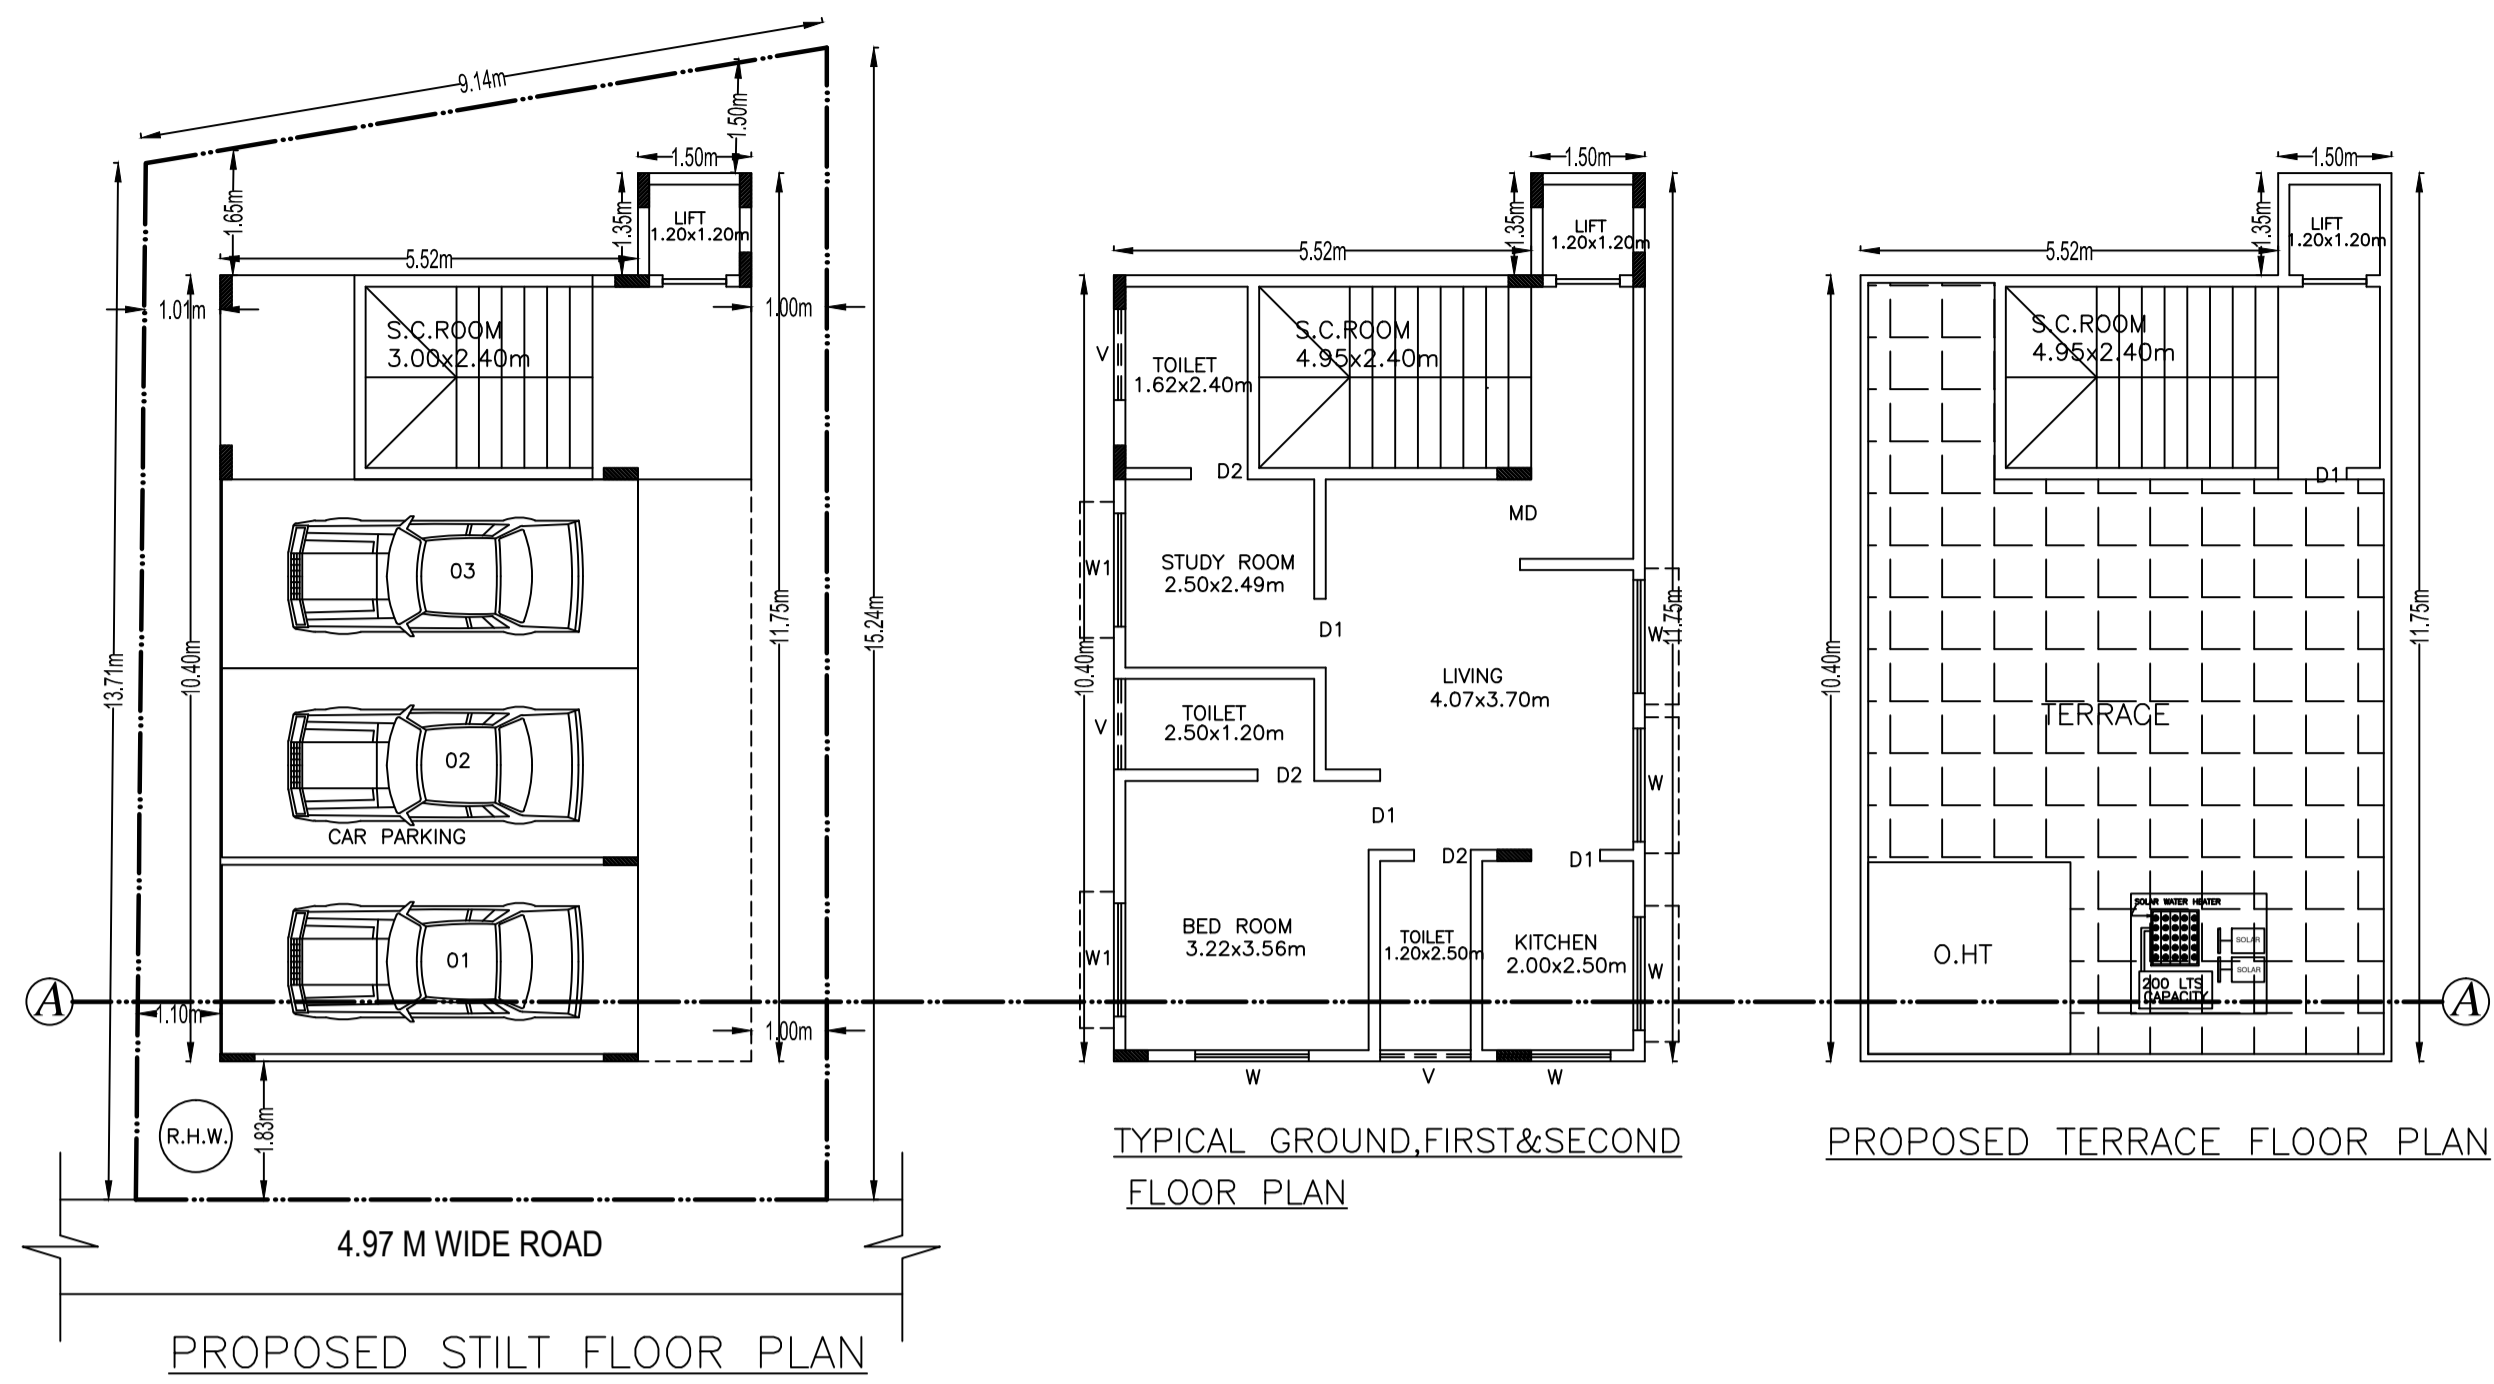 9.14m
1.50m
1.50m
1.65m
1.35m
LIFT
1.20x1.20m
5.52m
1.01m
1.00m
S.C.ROOM
3.00x2.40m
03
13.71m
10.40m
11.75m
15.24m
02
CAR PARKING
01
A
1.10m
1.00m
R.H.W.
1.83m
4.97 M WIDE ROAD
PROPOSED STILT FLOOR PLAN
1.50m
1.35m
LIFT
1.20x1.20m
5.52m
V
TOILET
1.62x2.40m
S.C.ROOM
4.95x2.40m
D2
MD
W1
STUDY ROOM
2.50x2.49m
D1
W
11.75m
10.40m
LIVING
4.07x3.70m
V
TOILET
2.50x1.20m
D2
W
D1
D2
D1
BED ROOM
3.22x3.56m
W1
TOILET
1.20x2.50m
KITCHEN
2.00x2.50m
W
W
V
W
TYPICAL GROUND,FIRST&SECOND
FLOOR PLAN
1.50m
1.35m
LIFT
1.20x1.20m
5.52m
S.C.ROOM
4.95x2.40m
D1
11.75m
10.40m
TERRACE
SOLAR WATER HEATER
O.HT
SOLAR
SOLAR
200 LTS
CAPACITY
A
PROPOSED TERRACE FLOOR PLAN